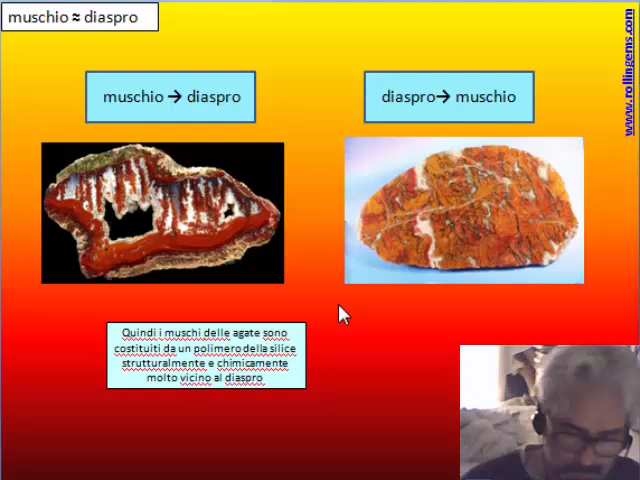 muschio ≈ diaspro
www.rollingems.com
muschio → diaspro
diaspro→ muschio
Quindi i muschi delle agate sono
costituiti da un polimero della silice
strutturalmente e chimicamente
molto vicino al diaspro